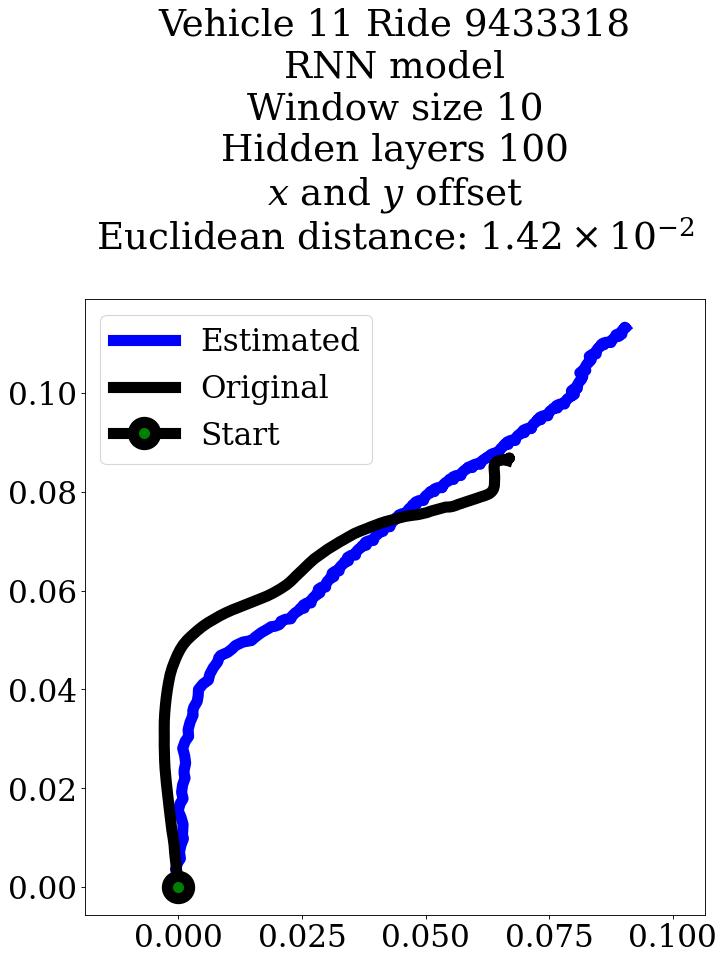 Vehicle 11 Ride 9433318
RNN model
Window size 10
Hidden layers 100
x and y offset
Euclidean distance: 1.42 × 10⁻²
Estimated
Original
Start
0.10
0.08
0.06
0.04
0.02
0.00
0.000 0.025 0.050 0.075 0.100